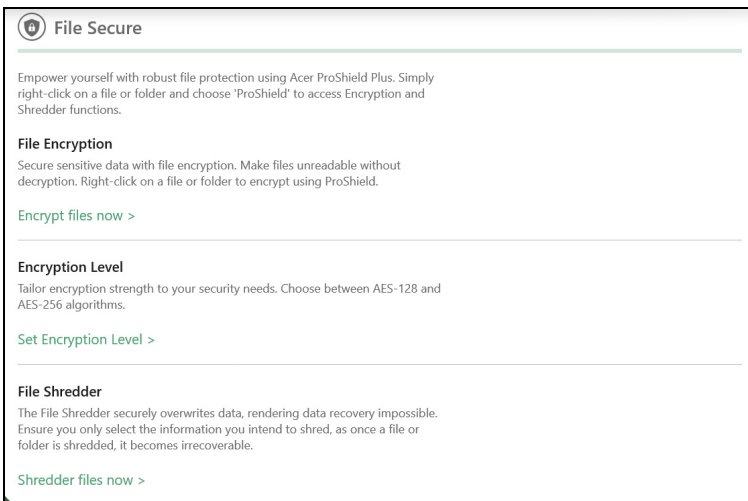 File Secure
Empower yourself with robust file protection using Acer ProShield Plus. Simply
right-click on a file or folder and choose 'ProShield' to access Encryption and
Shredder functions.
File Encryption
Secure sensitive data with file encryption. Make files unreadable without
decryption. Right-click on a file or folder to encrypt using ProShield.
Encrypt files now >
Encryption Level
Tailor encryption strength to your security needs. Choose between AES-128 and
AES-256 algorithms.
Set Encryption Level >
File Shredder
The File Shredder securely overwrites data, rendering data recovery impossible.
Ensure you only select the information you intend to shred, as once a file or
folder is shredded, it becomes irrecoverable.
Shredder files now >